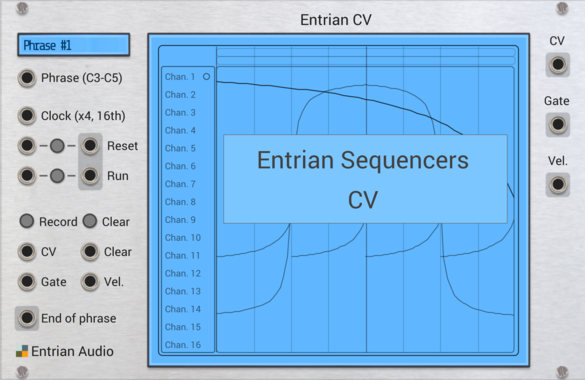 Entrian CV
Phrase #1
Phrase (C3-C5)
Clock (x4, 16th)
Reset
Run
Record
Clear
CV
Clear
Gate
Vel.
End of phrase
Entrian Audio
Chan. 1
Chan. 2
Chan. 3
Chan. 4
Chan. 5
Chan. 6
Chan. 7
Chan. 8
Chan. 9
Chan. 10
Chan. 11
Chan. 12
Chan. 13
Chan. 14
Chan. 15
Chan. 16
Entrian Sequencers
CV
CV
Gate
Vel.